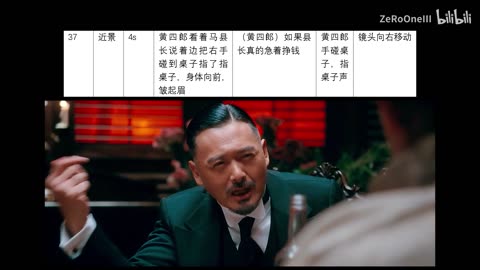 ZeRoOneIII bilibili
37 近景 4s 黄四郎看着马县 （黄四郎）如果县 黄四郎 镜头向右移动
长说着边把右手 长真的急着挣钱 手碰桌
碰到桌子指了指 子，指
桌子，身体向前， 桌子声
皱起眉